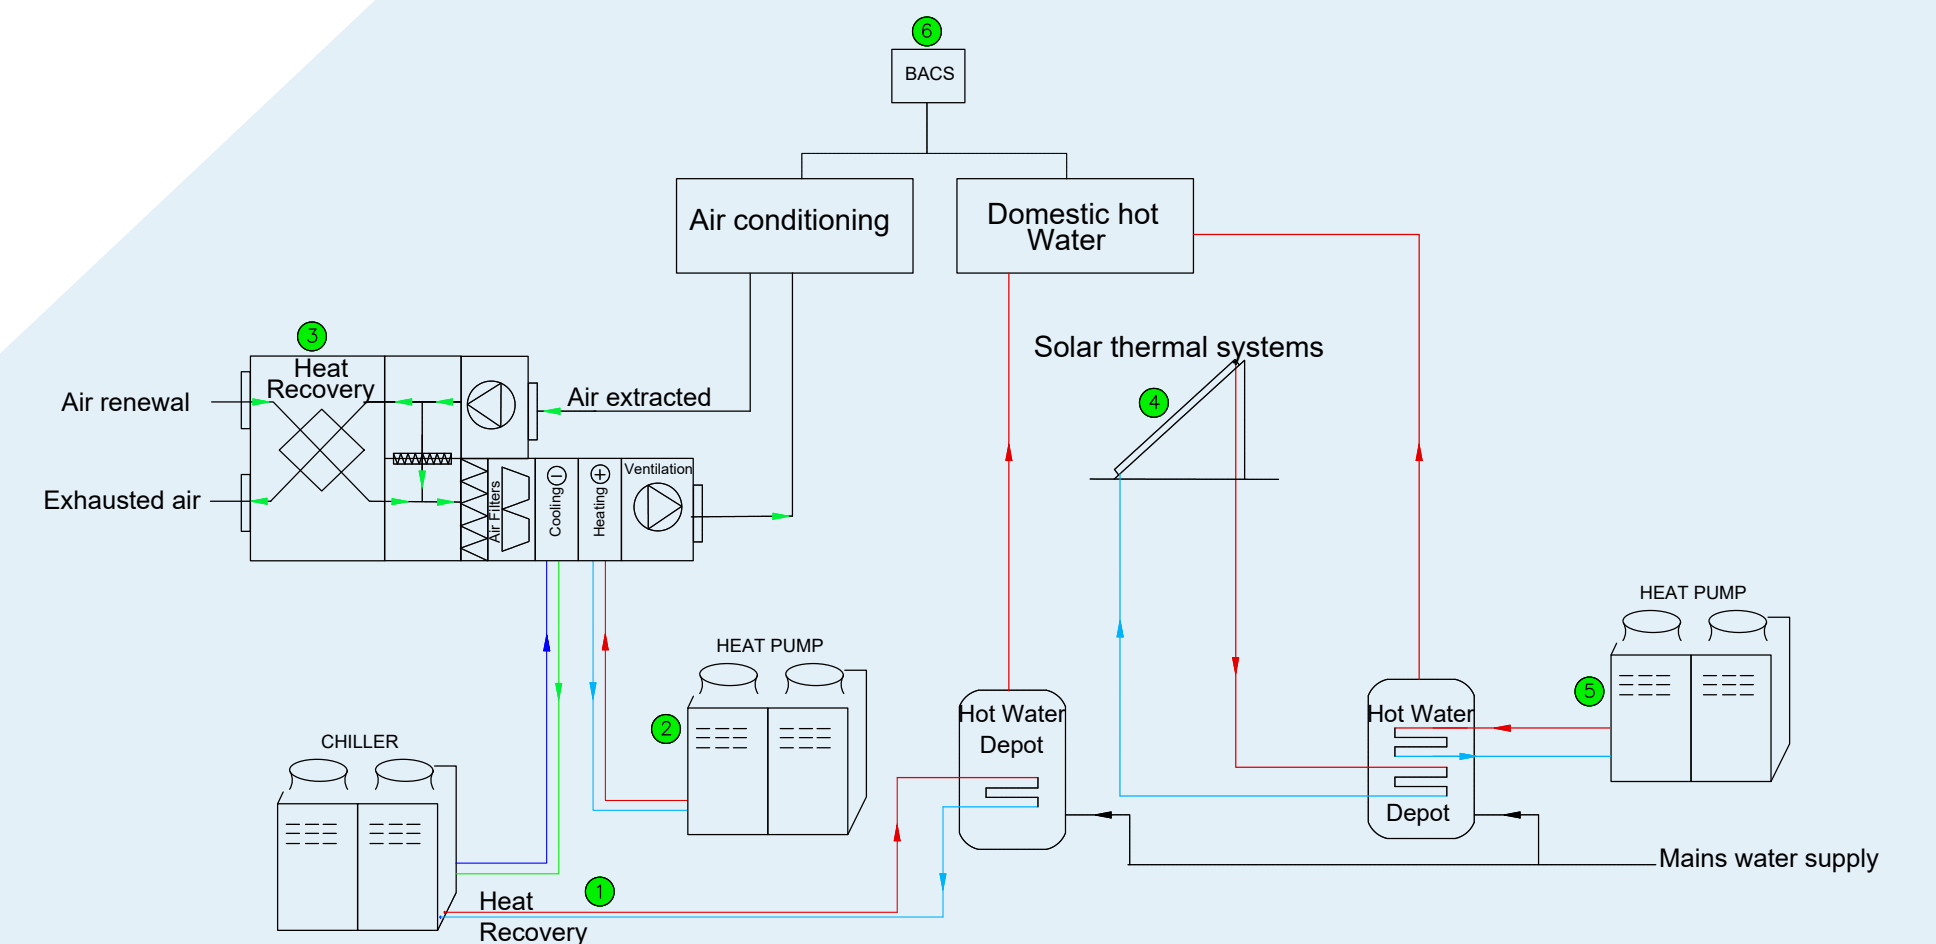 6
BACS
Air conditioning
Domestic hot
Water
3
Heat
Recovery
Solar thermal systems
Air renewal
Air extracted
4
Exhausted air
Air Filters
Cooling
Heating
Ventilation
HEAT PUMP
HEAT PUMP
5
2
Hot Water
Depot
Hot Water
Depot
CHILLER
Mains water supply
1
Heat
Recovery